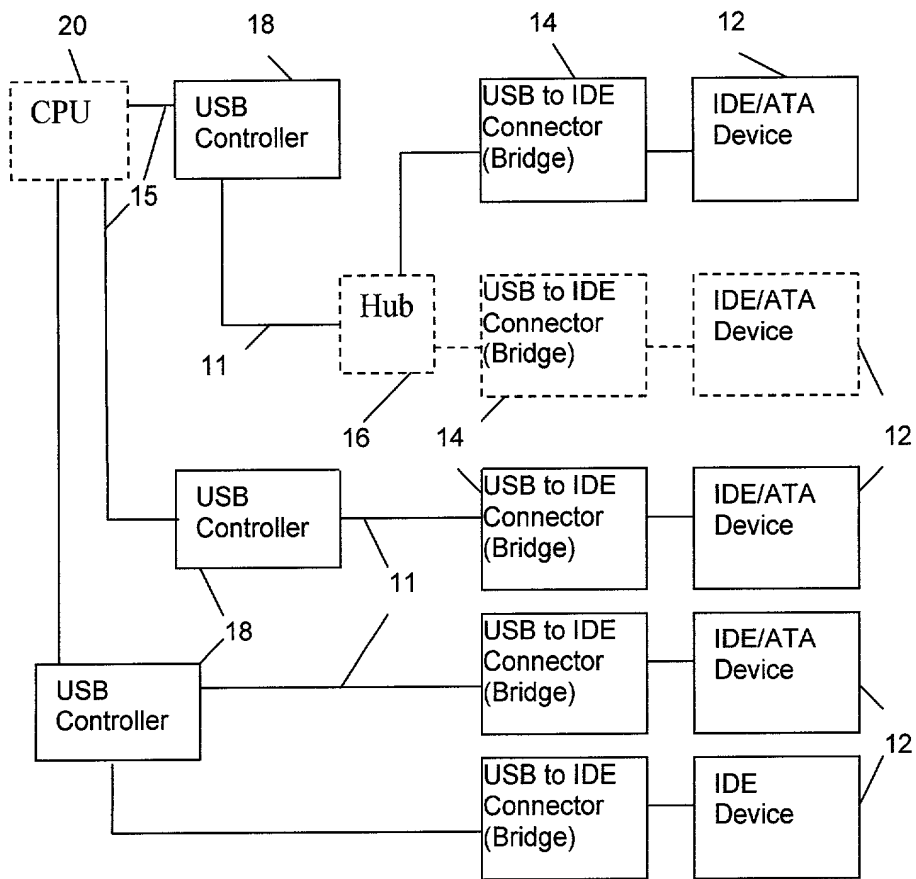 20
18
14
12
CPU
USB
Controller
USB to IDE
Connector
(Bridge)
IDE/ATA
Device
15
Hub
USB to IDE
Connector
(Bridge)
IDE/ATA
Device
11
16
14
12
USB
Controller
USB to IDE
Connector
(Bridge)
IDE/ATA
Device
11
18
USB
Controller
USB to IDE
Connector
(Bridge)
IDE/ATA
Device
12
USB to IDE
Connector
(Bridge)
IDE
Device